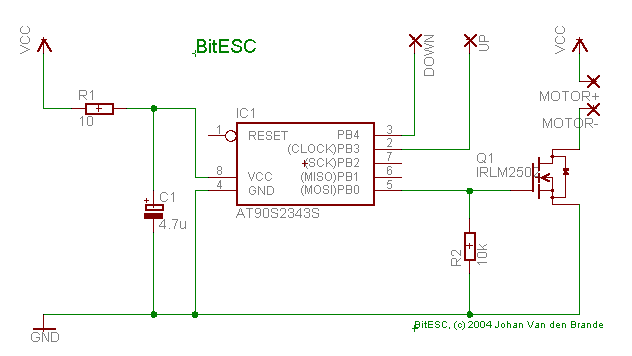 VCC
BitESC
DOWN
UP
VCC
R1
10
IC1
MOTOR+
MOTOR-
1
RESET
PB4
3
(CLOCK)PB3
2
(SCK)PB2
7
8
VCC
(MISO)PB1
6
4
GND
(MOSI)PB0
5
AT90S2343S
Q1
IRLM2502
C1
4.7u
R2
10k
GND
BitESC, (c) 2004 Johan Van den Brande